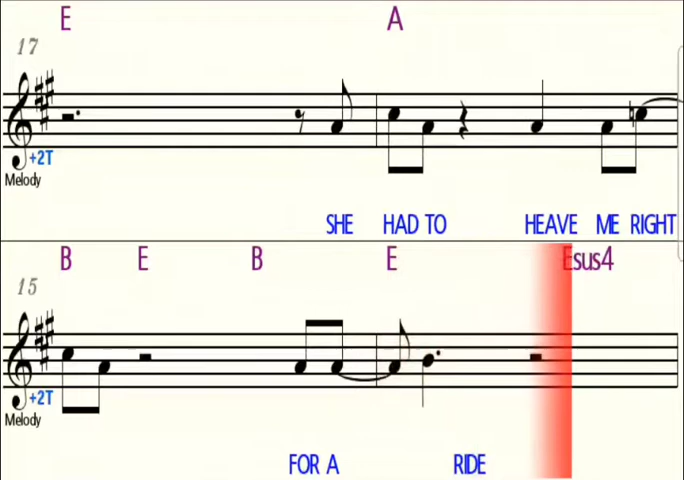 E A
17
+2T
Melody
SHE HAD TO HEAVE ME RIGHT
B E B E Esus4
15
+2T
Melody
FOR A RIDE